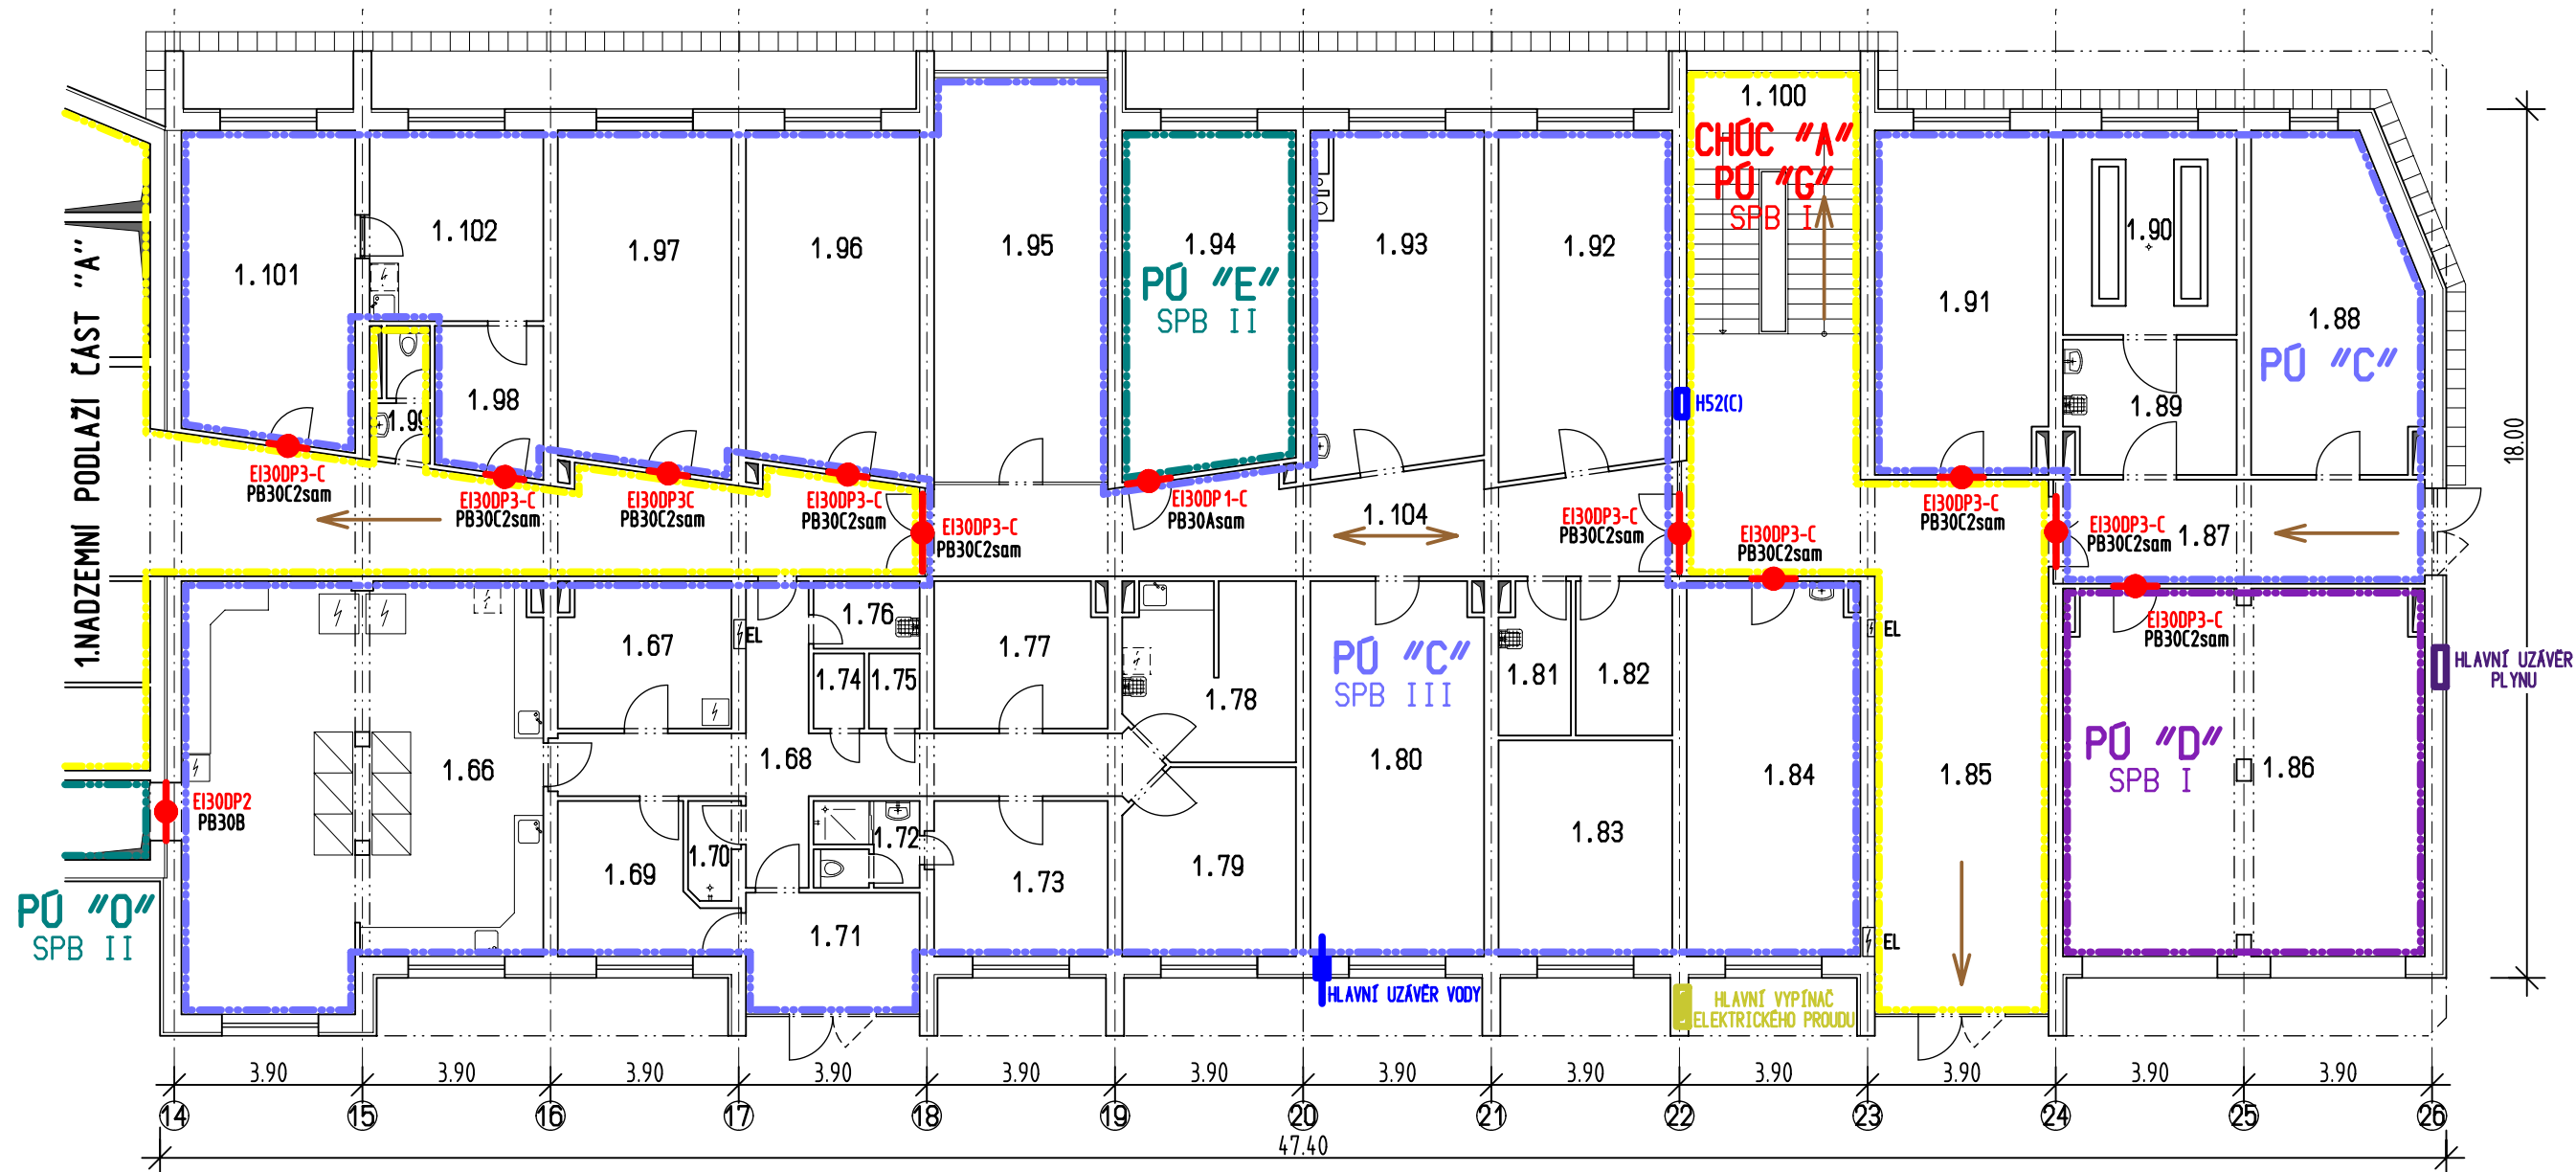 1.NADZEMNÍ PODLAŽÍ ČÁST "A"
1.100
CHÚC "A"
PÚ "G"
SPB I
1.101
1.102
1.97
1.96
1.95
1.94
PÚ "E"
SPB II
1.93
1.92
1.91
1.90
1.88
PÚ "C"
1.89
1.98
1.99
H52(C)
18.00
EI30DP3-C
PB30C2sam
EI30DP3-C
PB30C2sam
EI30DP3C
PB30C2sam
EI30DP3-C
PB30C2sam
EI30DP3-C
PB30C2sam
EI30DP1-C
PB30Asam
1.104
EI30DP3-C
PB30C2sam
EI30DP3-C
PB30C2sam
EI30DP3-C
PB30C2sam
EI30DP3-C
PB30C2sam
1.87
EI30DP3-C
PB30C2sam
1.67
EL
1.76
1.77
1.74
1.75
1.78
PÚ "C"
SPB III
1.81
1.82
EL
HLAVNÍ UZÁVĚR
PLYNU
1.66
1.68
1.80
1.84
1.85
PÚ "D"
SPB I
1.86
EI30DP2
PB30B
1.69
1.70
1.72
1.73
1.79
1.83
PÚ "O"
SPB II
1.71
EL
HLAVNÍ UZÁVĚR VODY
HLAVNÍ VYPÍNAČ
ELEKTRICKÉHO PROUDU
3.90 3.90 3.90 3.90 3.90 3.90 3.90 3.90 3.90 3.90 3.90 3.90
14 15 16 17 18 19 20 21 22 23 24 25 26
47.40